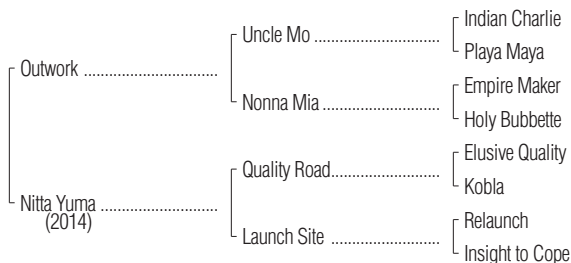 Outwork
Nitta Yuma
(2014)
Uncle Mo
Nonna Mia
Quality Road
Launch Site
Indian Charlie
Playa Maya
Empire Maker
Holy Bubbette
Elusive Quality
Kobla
Relaunch
Insight to Cope